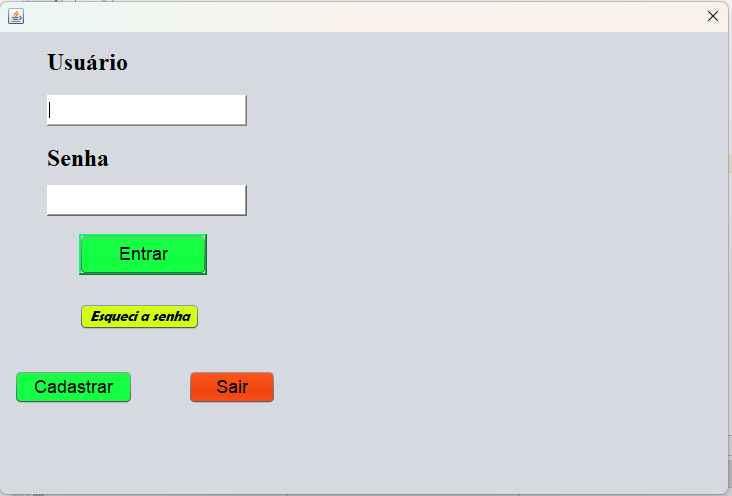 Usuário
Senha
Entrar
Esqueci a senha
Cadastrar
Sair